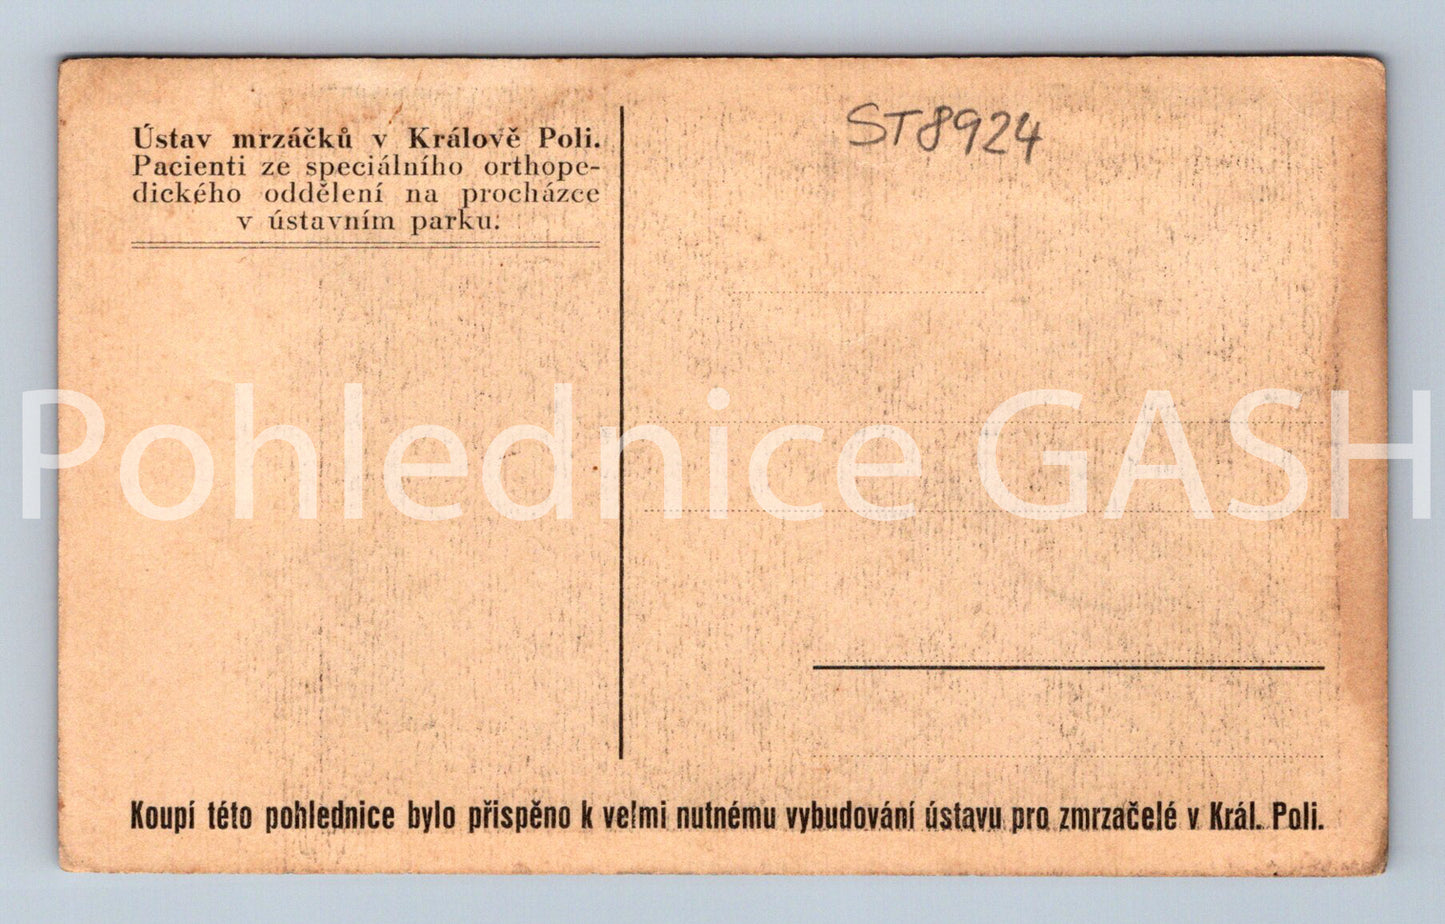 Ústav mrzáčků v Králově Poli.
Pacienti ze speciálního orthope-
dického oddělení na procházce
v ústavním parku.
ST8924
Pohlednice GASH
Koupí této pohlednice bylo přispěno k velmi nutnému vybudování ústavu pro zmrzačelé v Král. Poli.